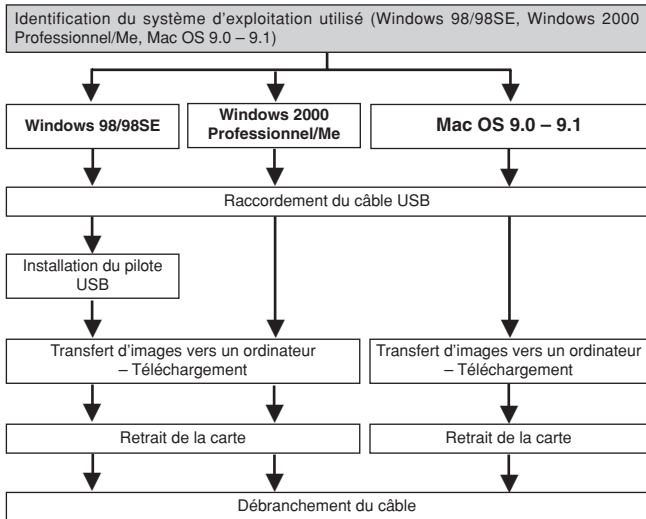 Identification du système d'exploitation utilisé (Windows 98/98SE, Windows 2000
Professionnel/Me, Mac OS 9.0 – 9.1)
Windows 98/98SE
Windows 2000
Professionnel/Me
Mac OS 9.0 – 9.1
Raccordement du câble USB
Installation du pilote
USB
Transfert d'images vers un ordinateur
– Téléchargement
Transfert d'images vers un ordinateur
– Téléchargement
Retrait de la carte
Retrait de la carte
Débranchement du câble